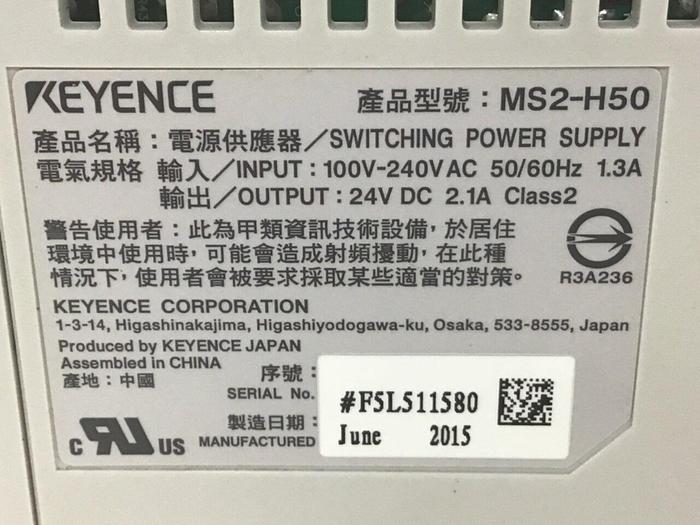 KEYENCE 產品型號：MS2-H50
產品名稱：電源供應器／SWITCHING POWER SUPPLY
電氣規格 輸入／INPUT：100V-240V AC 50/60Hz 1.3A
輸出／OUTPUT：24V DC 2.1A Class2
警告使用者：此為甲類資訊技術設備，於居住
環境中使用時，可能會造成射頻擾動，在此種
情況下，使用者會被要求採取某些適當的對策。
R3A236
KEYENCE CORPORATION
1-3-14, Higashinakajima, Higashiyodogawa-ku, Osaka, 533-8555, Japan
Produced by KEYENCE JAPAN
Assembled in CHINA
產地：中國
序號：
SERIAL No.
#F5L511580
製造日期：
MANUFACTURED
June 2015
c RU US